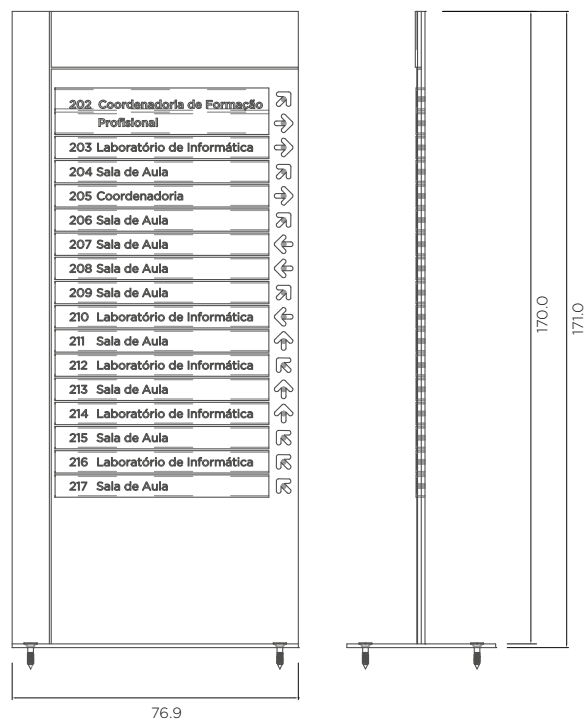 202 Coordenadoria de Formação
Profisional
203 Laboratório de Informática
204 Sala de Aula
205 Coordenadoria
206 Sala de Aula
207 Sala de Aula
208 Sala de Aula
209 Sala de Aula
210 Laboratório de Informática
211 Sala de Aula
212 Laboratório de Informática
213 Sala de Aula
214 Laboratório de Informática
215 Sala de Aula
216 Laboratório de Informática
217 Sala de Aula
170.0
171.0
76.9